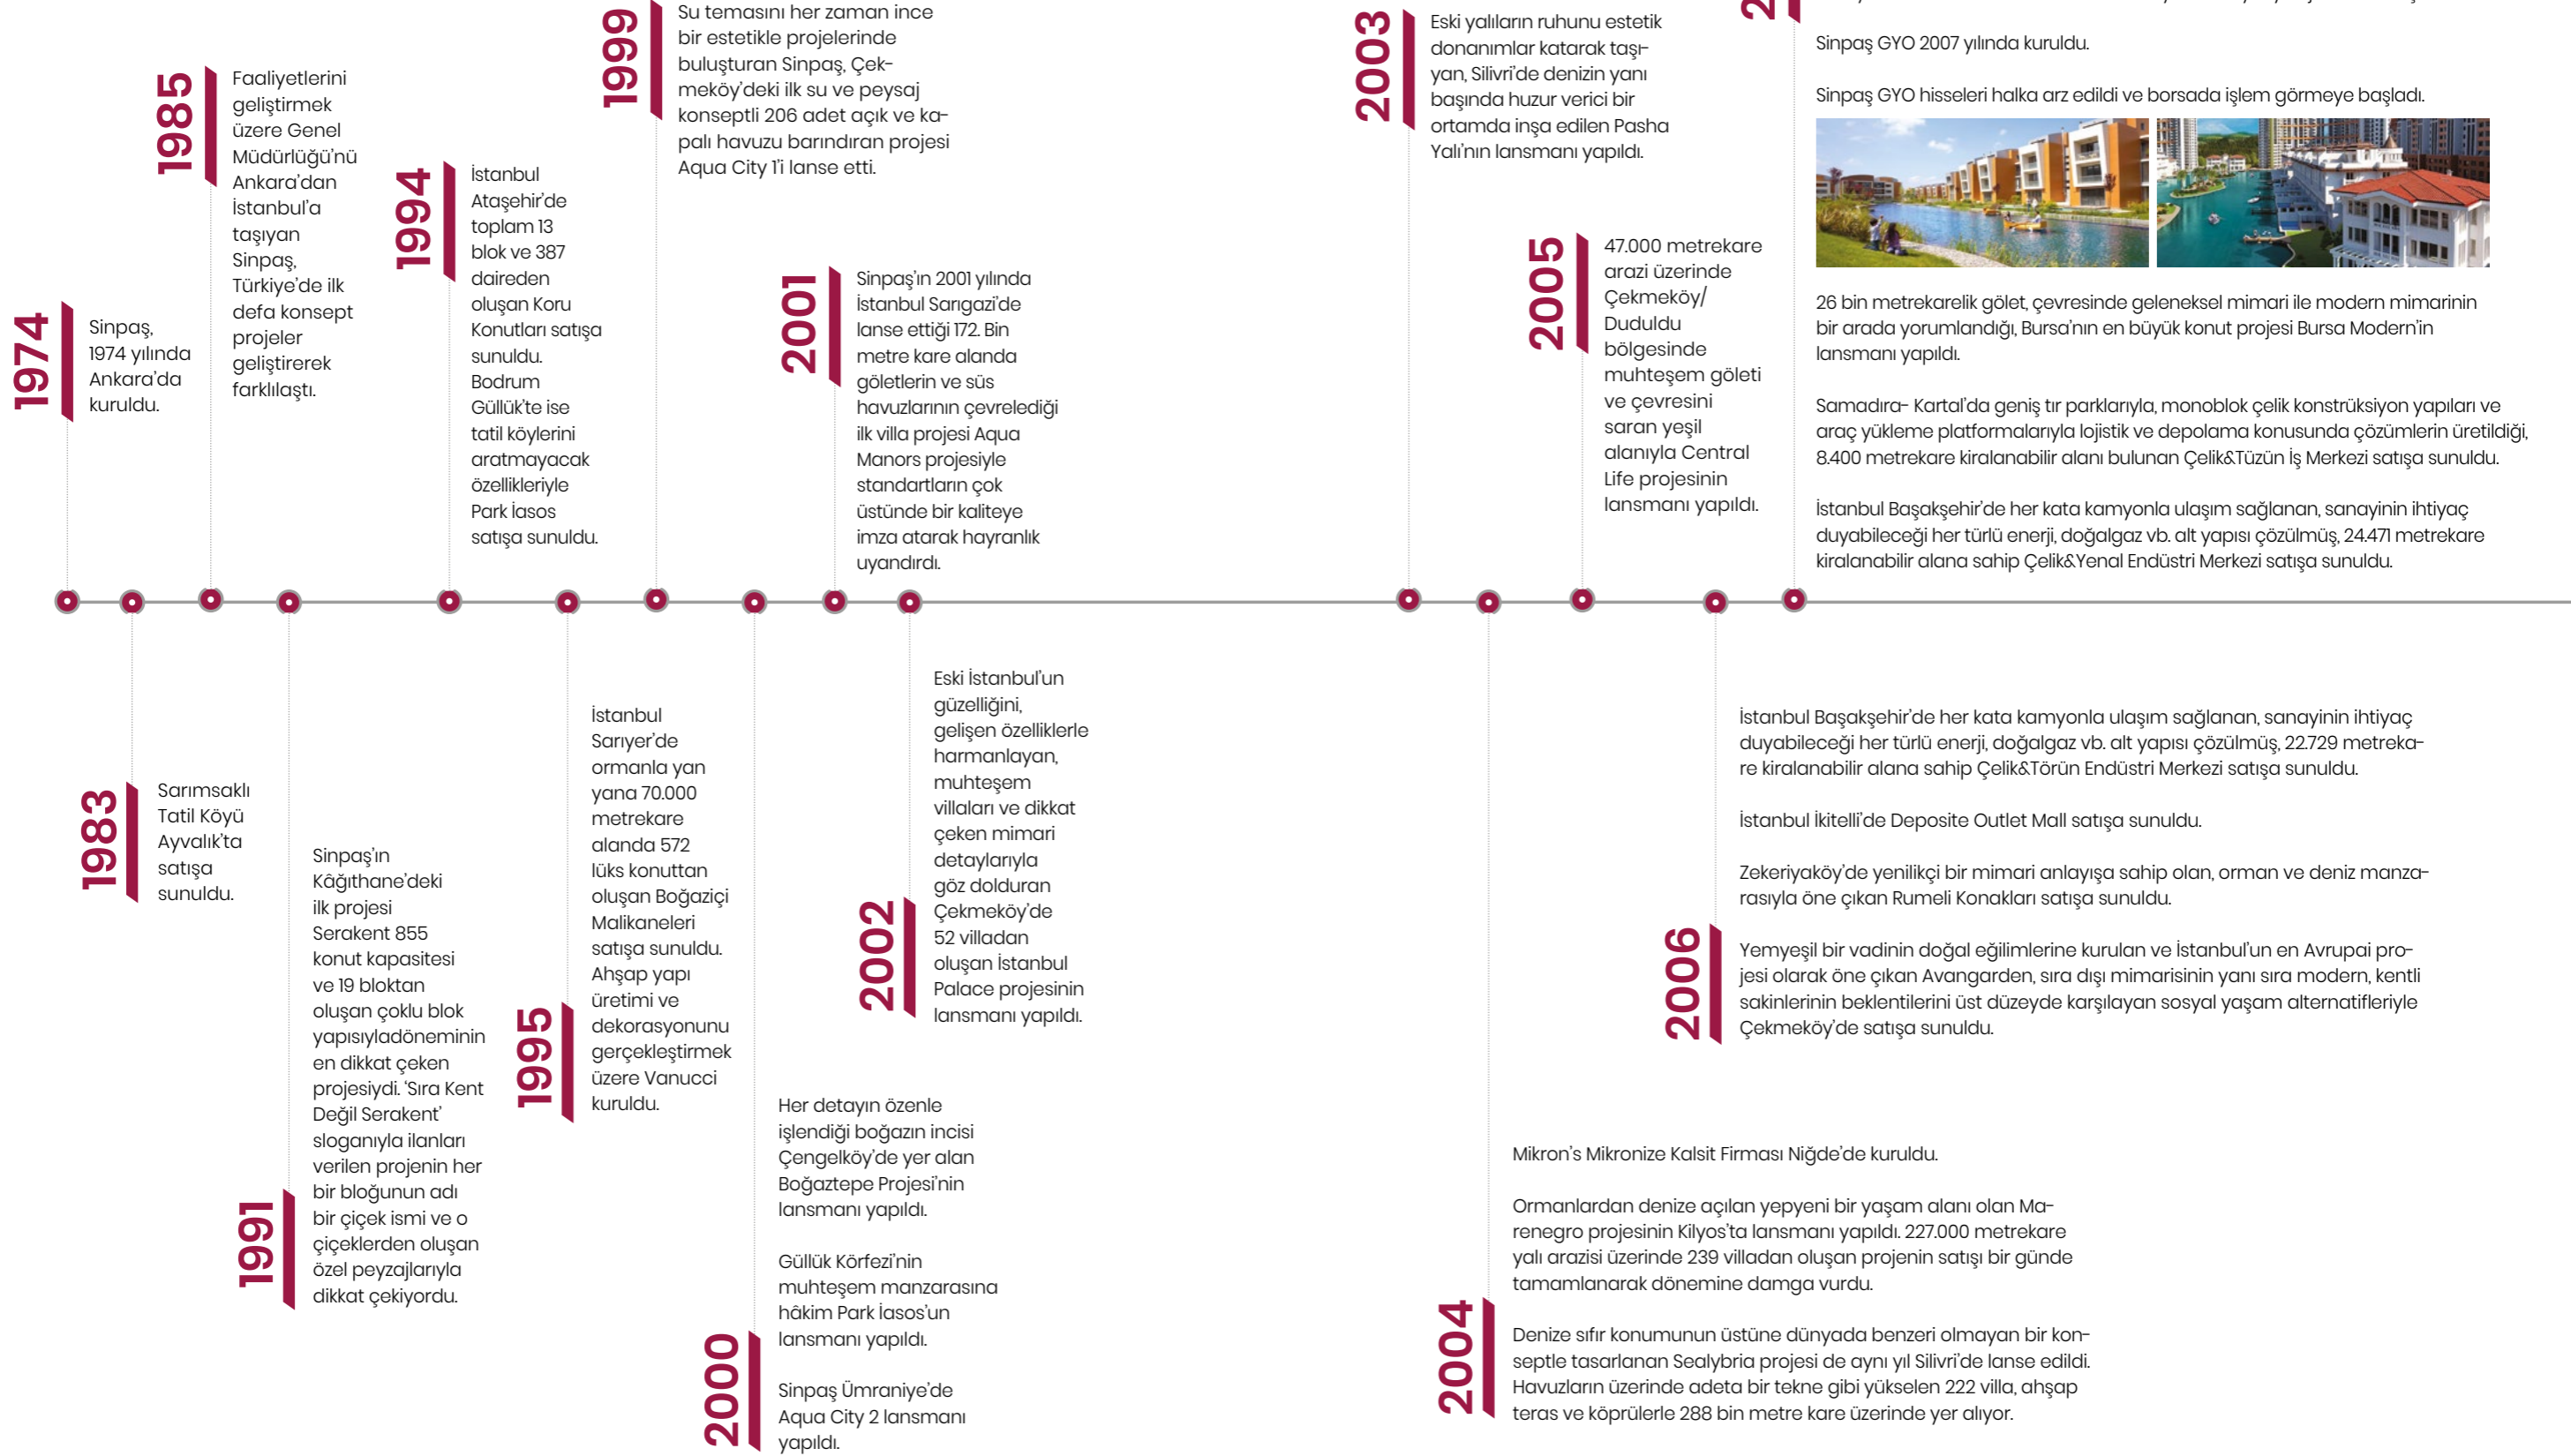 1974
Sinpaş,
1974 yılında
Ankara’da
kuruldu.
1983
Sarımsaklı
Tatil Köyü
Ayvalık’ta
satışa
sunuldu.
1985
Faaliyetlerini
geliştirmek
üzere Genel
Müdürlüğü’nü
Ankara’dan
İstanbul’a
taşıyan
Sinpaş,
Türkiye’de ilk
defa konsept
projeler
geliştirerek
farklılaştı.
1991
Sinpaş’ın
Kâğıthane’deki
ilk projesi
Serakent 855
konut kapasitesi
ve 19 bloktan
oluşan çoklu blok
yapısıyladöneminin
en dikkat çeken
projesiydi. ‘Sıra Kent
Değil Serakent’
sloganıyla ilanları
verilen projenin her
bir bloğunun adı
bir çiçek ismi ve o
çiçeklerden oluşan
özel peyzajlarıyla
dikkat çekiyordu.
1994
İstanbul
Ataşehir’de
toplam 13
blok ve 387
daireden
oluşan Koru
Konutları satışa
sunuldu.
Bodrum
Güllük’te ise
tatil köylerini
aratmayacak
özellikleriyle
Park İasos
satışa sunuldu.
1995
İstanbul
Sarıyer’de
ormanla yan
yana 70.000
metrekare
alanda 572
lüks konuttan
oluşan Boğaziçi
Malikaneleri
satışa sunuldu.
Ahşap yapı
üretimi ve
dekorasyonunu
gerçekleştirmek
üzere Vanucci
kuruldu.
1999
Su temasını her zaman ince
bir estetikle projelerinde
buluşturan Sinpaş, Çek-
meköy’deki ilk su ve peysaj
konseptli 206 adet açık ve ka-
palı havuzu barındıran projesi
Aqua City 1’i lanse etti.
2000
Her detayın özenle
işlendiği boğazın incisi
Çengelköy’de yer alan
Boğaztepe Projesi’nin
lansmanı yapıldı.
Güllük Körfezi’nin
muhteşem manzarasına
hâkim Park İasos’un
lansmanı yapıldı.
Sinpaş Ümraniye’de
Aqua City 2 lansmanı
yapıldı.
2001
Sinpaş’ın 2001 yılında
İstanbul Sarıgazi’de
lanse ettiği 172. Bin
metre kare alanda
göletlerin ve süs
havuzlarının çevrelediği
ilk villa projesi Aqua
Manors projesiyle
standartların çok
üstünde bir kaliteye
imza atarak hayranlık
uyandırdı.
2002
Eski İstanbul’un
güzelliğini,
gelişen özelliklerle
harmanlayan,
muhteşem
villaları ve dikkat
çeken mimari
detaylarıyla
göz dolduran
Çekmeköy’de
52 villadan
oluşan İstanbul
Palace projesinin
lansmanı yapıldı.
2003
Eski yalıların ruhunu estetik
donanımlar katarak taşı-
yan, Silivri’de denizin yanı
başında huzur verici bir
ortamda inşa edilen Pasha
Yalı’nın lansmanı yapıldı.
2004
Mikron’s Mikronize Kalsit Firması Niğde’de kuruldu.
Ormanlardan denize açılan yepyeni bir yaşam alanı olan Ma-
renegro projesinin Kilyos’ta lansmanı yapıldı. 227.000 metrekare
yalı arazisi üzerinde 239 villadan oluşan projenin satışı bir günde
tamamlanarak dönemine damga vurdu.
Denize sıfır konumunun üstüne dünyada benzeri olmayan bir kon-
septle tasarlanan Sealybria projesi de aynı yıl Silivri’de lanse edildi.
Havuzların üzerinde adeta bir tekne gibi yükselen 222 villa, ahşap
teras ve köprülerle 288 bin metre kare üzerinde yer alıyor.
2005
47.000 metrekare
arazi üzerinde
Çekmeköy/
Duduldu
bölgesinde
muhteşem göleti
ve çevresini
saran yeşil
alanıyla Central
Life projesinin
lansmanı yapıldı.
2006
İstanbul Başakşehir’de her kata kamyonla ulaşım sağlanan, sanayinin ihtiyaç
duyabileceği her türlü enerji, doğalgaz vb. alt yapısı çözülmüş, 22.729 metreka-
re kiralanabilir alana sahip Çelik&Törün Endüstri Merkezi satışa sunuldu.
İstanbul İkitelli’de Deposite Outlet Mall satışa sunuldu.
Zekeriyaköy’de yenilikçi bir mimari anlayışa sahip olan, orman ve deniz manza-
rasıyla öne çıkan Rumeli Konakları satışa sunuldu.
Yemyeşil bir vadinin doğal eğilimlerine kurulan ve İstanbul’un en Avrupai pro-
jesi olarak öne çıkan Avangarden, sıra dışı mimarisinin yanı sıra modern, kentli
sakinlerinin beklentilerini üst düzeyde karşılayan sosyal yaşam alternatifleriyle
Çekmeköy’de satışa sunuldu.
2
Sinpaş GYO 2007 yılında kuruldu.
Sinpaş GYO hisseleri halka arz edildi ve borsada işlem görmeye başladı.
26 bin metrekarelik gölet, çevresinde geleneksel mimari ile modern mimarinin
bir arada yorumlandığı, Bursa’nın en büyük konut projesi Bursa Modern’in
lansmanı yapıldı.
Samadıra- Kartal’da geniş tır parklarıyla, monoblok çelik konstrüksiyon yapıları ve
araç yükleme platformalarıyla lojistik ve depolama konusunda çözümlerin üretildiği,
8.400 metrekare kiralanabilir alanı bulunan Çelik&Tüzün İş Merkezi satışa sunuldu.
İstanbul Başakşehir’de her kata kamyonla ulaşım sağlanan, sanayinin ihtiyaç
duyabileceği her türlü enerji, doğalgaz vb. alt yapısı çözülmüş, 24.471 metrekare
kiralanabilir alana sahip Çelik&Yenal Endüstri Merkezi satışa sunuldu.